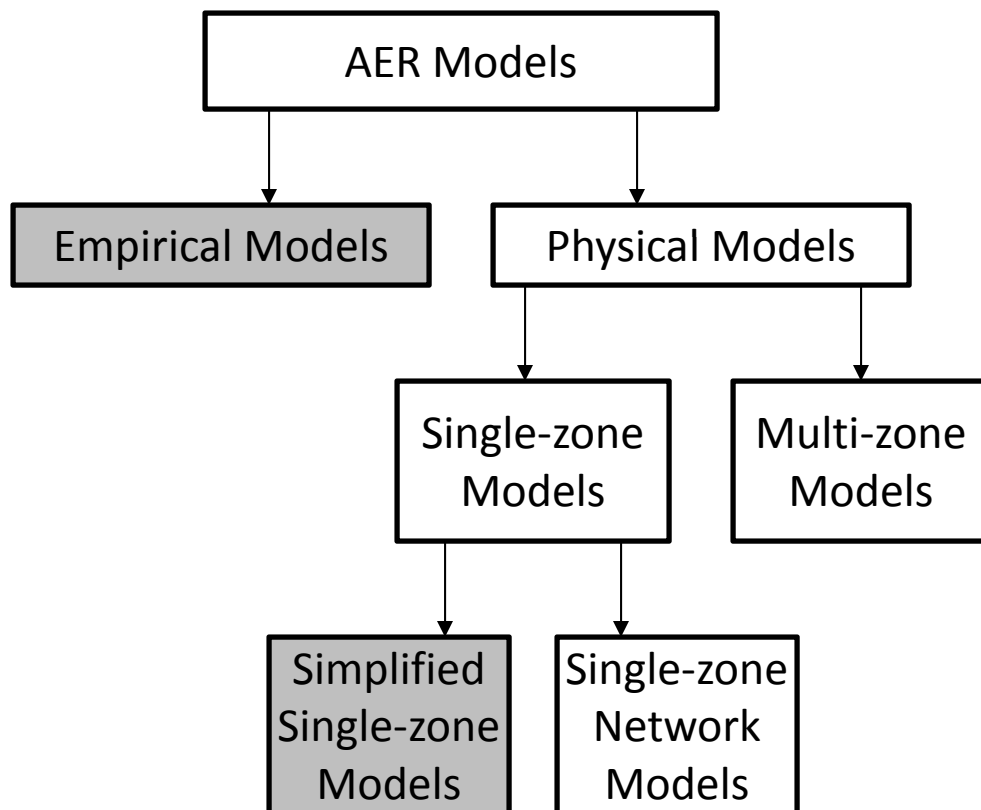 AER Models
Empirical Models
Physical Models
Single-zone
Models
Multi-zone
Models
Simplified
Single-zone
Models
Single-zone
Network
Models